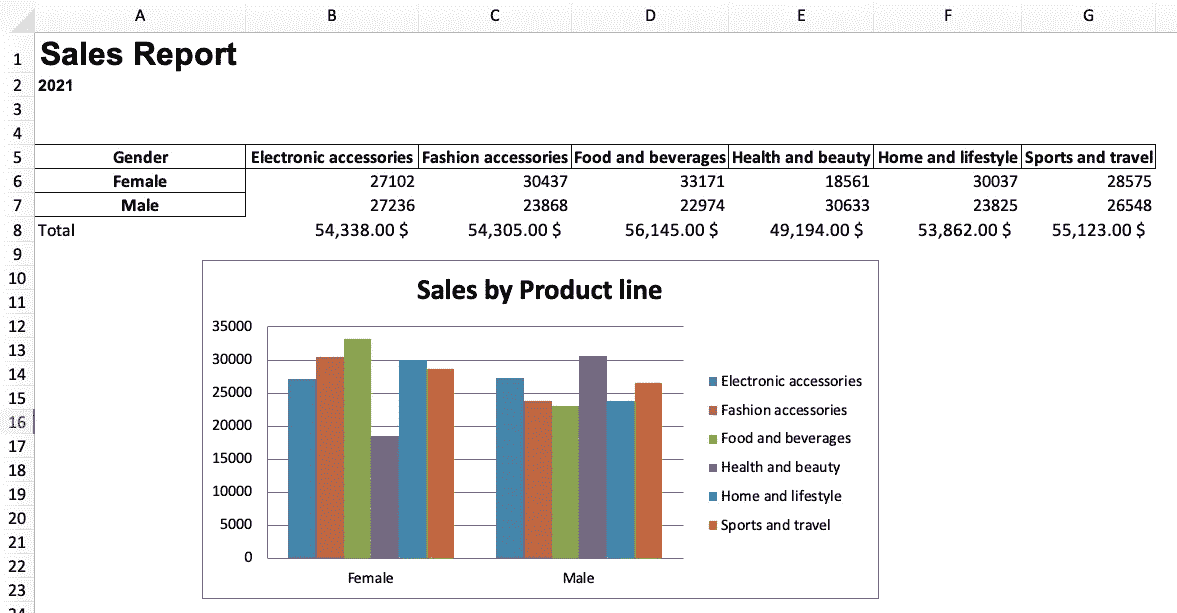 A B C D E F G
1 Sales Report
2 2021
3
4
5 Gender Electronic accessories Fashion accessories Food and beverages Health and beauty Home and lifestyle Sports and travel
6 Female 27102 30437 33171 18561 30037 28575
7 Male 27236 23868 22974 30633 23825 26548
8 Total 54,338.00 $ 54,305.00 $ 56,145.00 $ 49,194.00 $ 53,862.00 $ 55,123.00 $
9
10
11
12
13
14
15
16
17
18
19
20
21
22
23
Sales by Product line
35000
30000
25000
20000
15000
10000
5000
0
Female Male
Electronic accessories
Fashion accessories
Food and beverages
Health and beauty
Home and lifestyle
Sports and travel